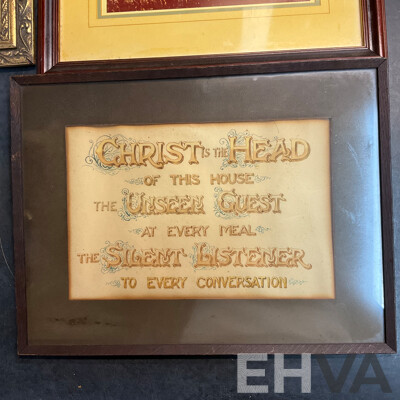 CHRIST IS THE HEAD
OF THIS HOUSE
THE UNSEEN GUEST
AT EVERY MEAL
THE SILENT LISTENER
TO EVERY CONVERSATION
EHVA